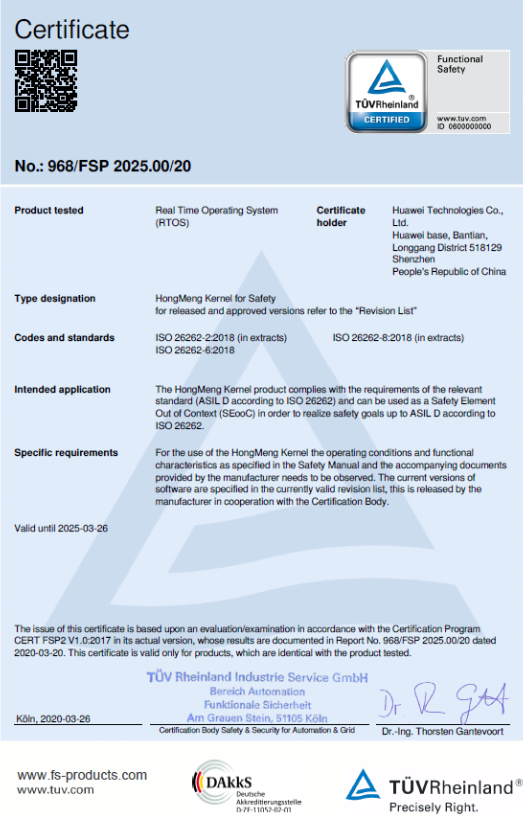 Certificate
Functional
Safety
TÜVRheinland®
CERTIFIED
www.tuv.com
ID 0600000000
No.: 968/FSP 2025.00/20
Product tested
Real Time Operating System
(RTOS)
Certificate
holder
Huawei Technologies Co.,
Ltd.
Huawei base, Bantian,
Longgang District 518129
Shenzhen
People's Republic of China
Type designation
HongMeng Kernel for Safety
for released and approved versions refer to the "Revision List"
Codes and standards
ISO 26262-2:2018 (in extracts)
ISO 26262-6:2018
ISO 26262-8:2018 (in extracts)
Intended application
The HongMeng Kernel product complies with the requirements of the relevant
standard (ASIL D according to ISO 26262) and can be used as a Safety Element
Out of Context (SEooC) in order to realize safety goals up to ASIL D according to
ISO 26262.
Specific requirements
For the use of the HongMeng Kernel the operating conditions and functional
characteristics as specified in the Safety Manual and the accompanying documents
provided by the manufacturer needs to be observed. The current versions of
software are specified in the currently valid revision list, this is released by the
manufacturer in cooperation with the Certification Body.
Valid until 2025-03-26
The issue of this certificate is based upon an evaluation/examination in accordance with the Certification Program
CERT FSP2 V1.0:2017 in its actual version, whose results are documented in Report No. 968/FSP 2025.00/20 dated
2020-03-20. This certificate is valid only for products, which are identical with the product tested.
TÜV Rheinland Industrie Service GmbH
Bereich Automation
Funktionale Sicherheit
Am Grauen Stein, 51105 Köln
Köln, 2020-03-26
Certification Body Safety & Security for Automation & Grid
Dr.-Ing. Thorsten Gantevoort
www.fs-products.com
www.tuv.com
DAkkS
Deutsche
Akkreditierungsstelle
D-ZE-11052-02-01
TÜVRheinland®
Precisely Right.